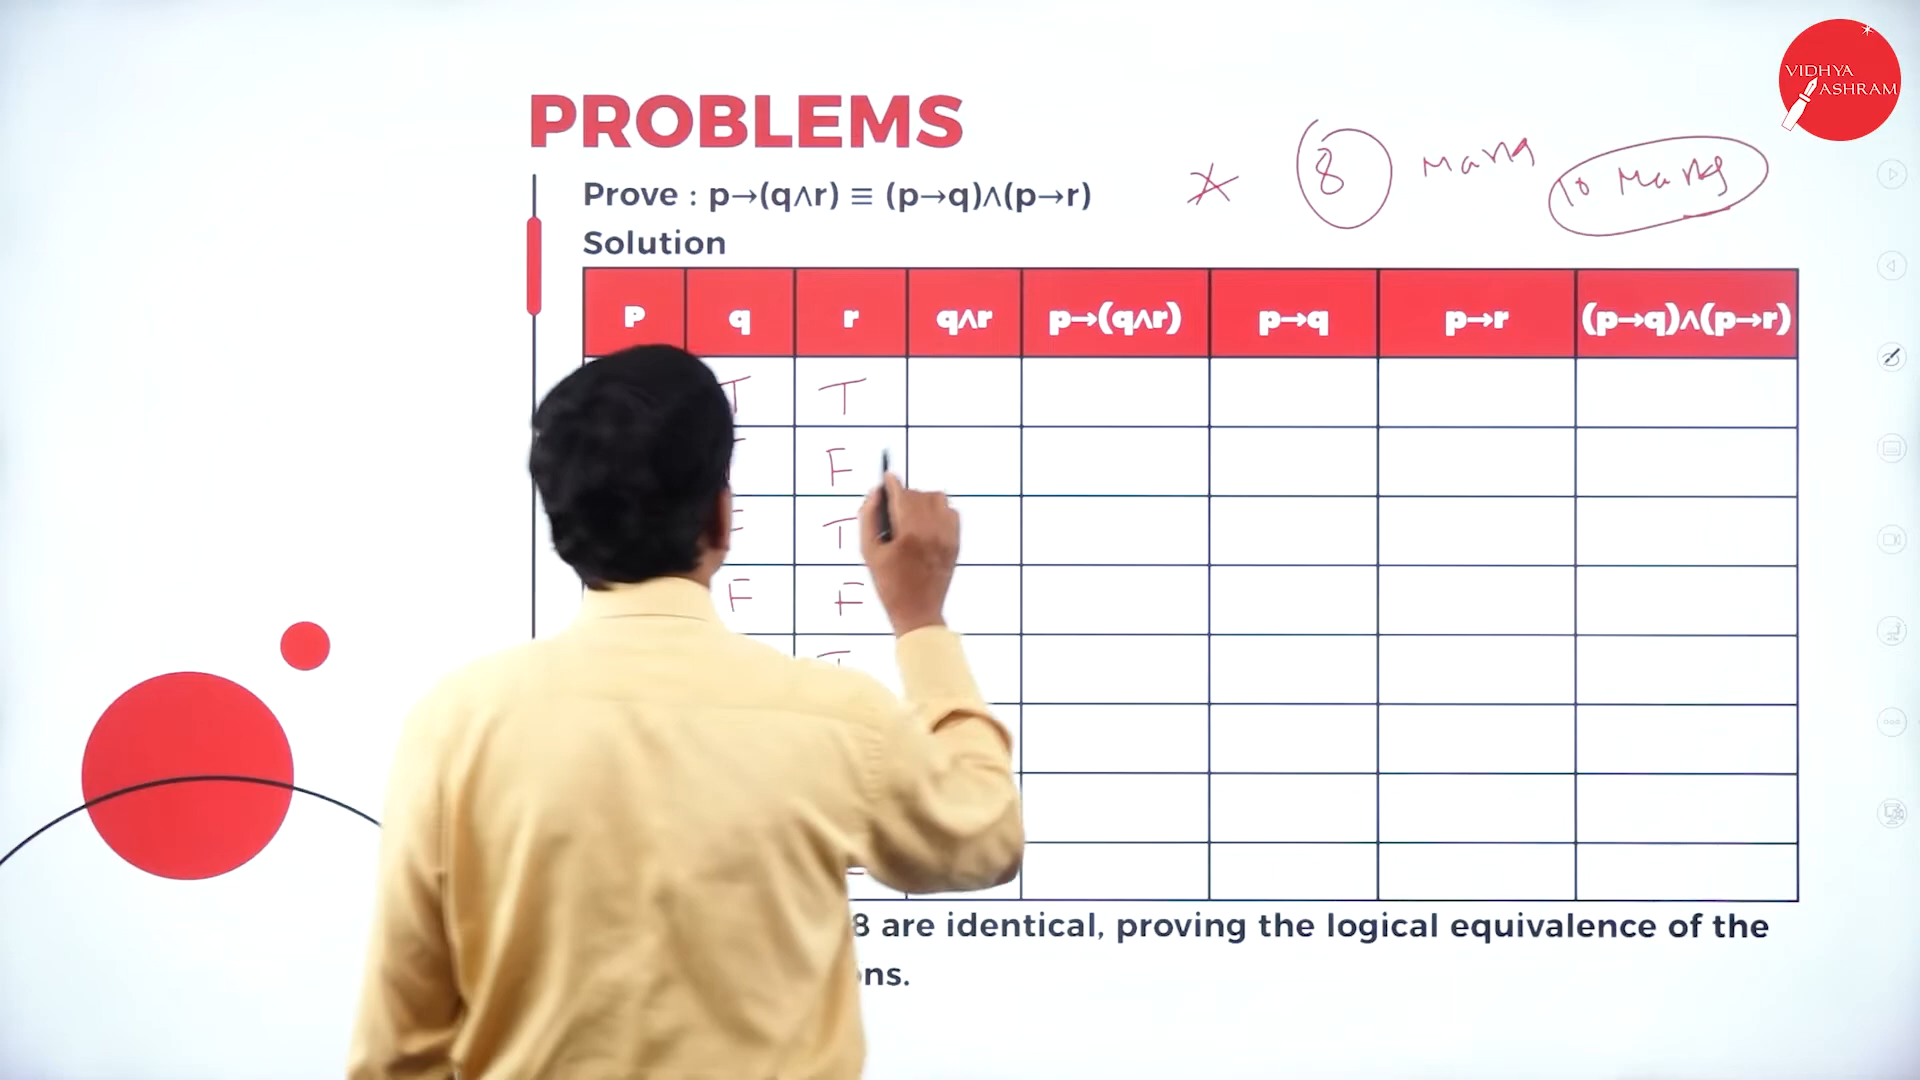 VIDHYA
ASHRAM
PROBLEMS
8 Marks
10 Marks
Prove : p→(q∧r) ≡ (p→q)∧(p→r)
Solution
P q r q∧r p→(q∧r) p→q p→r (p→q)∧(p→r)
T T
F
T
F F
T
8 are identical, proving the logical equivalence of the
ns.